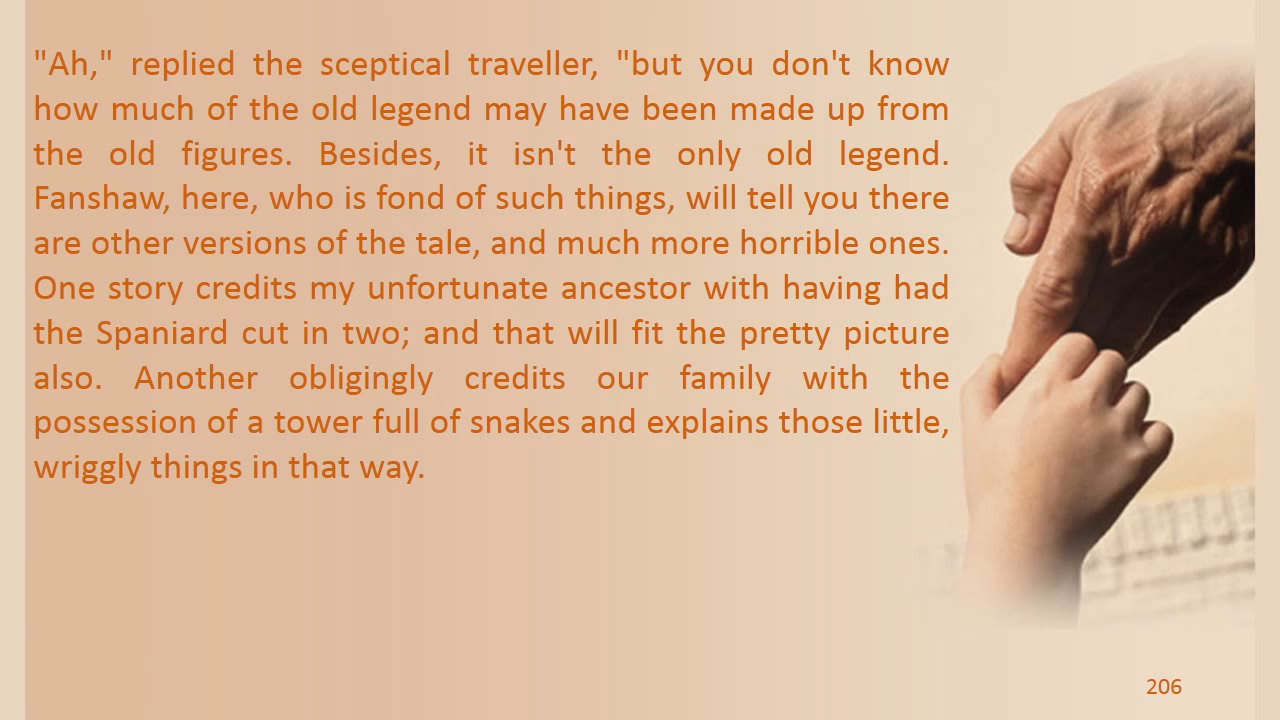 "Ah," replied the sceptical traveller, "but you don't know
how much of the old legend may have been made up from
the old figures. Besides, it isn't the only old legend.
Fanshaw, here, who is fond of such things, will tell you there
are other versions of the tale, and much more horrible ones.
One story credits my unfortunate ancestor with having had
the Spaniard cut in two; and that will fit the pretty picture
also. Another obligingly credits our family with the
possession of a tower full of snakes and explains those little,
wriggly things in that way.
206